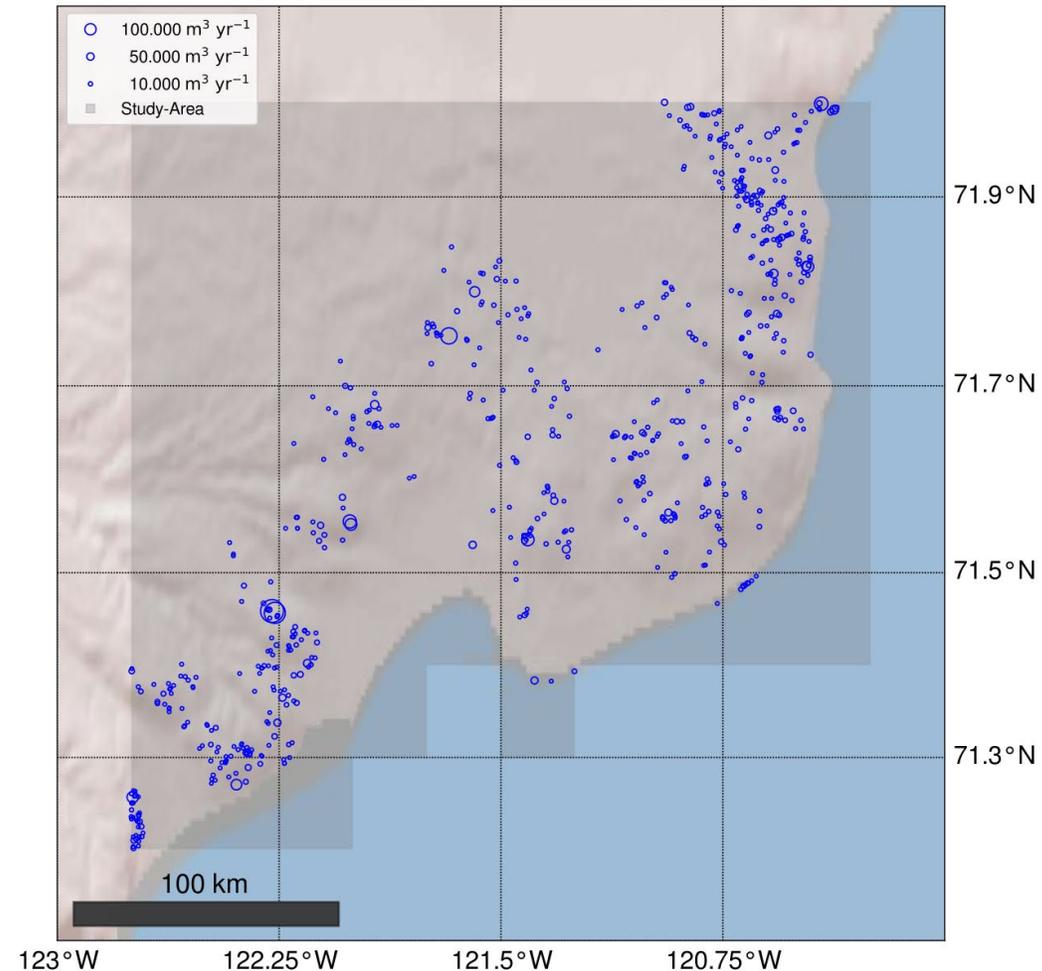 100.000 m³ yr⁻¹
50.000 m³ yr⁻¹
10.000 m³ yr⁻¹
Study-Area
71.9°N
71.7°N
71.5°N
71.3°N
100 km
123°W 122.25°W 121.5°W 120.75°W